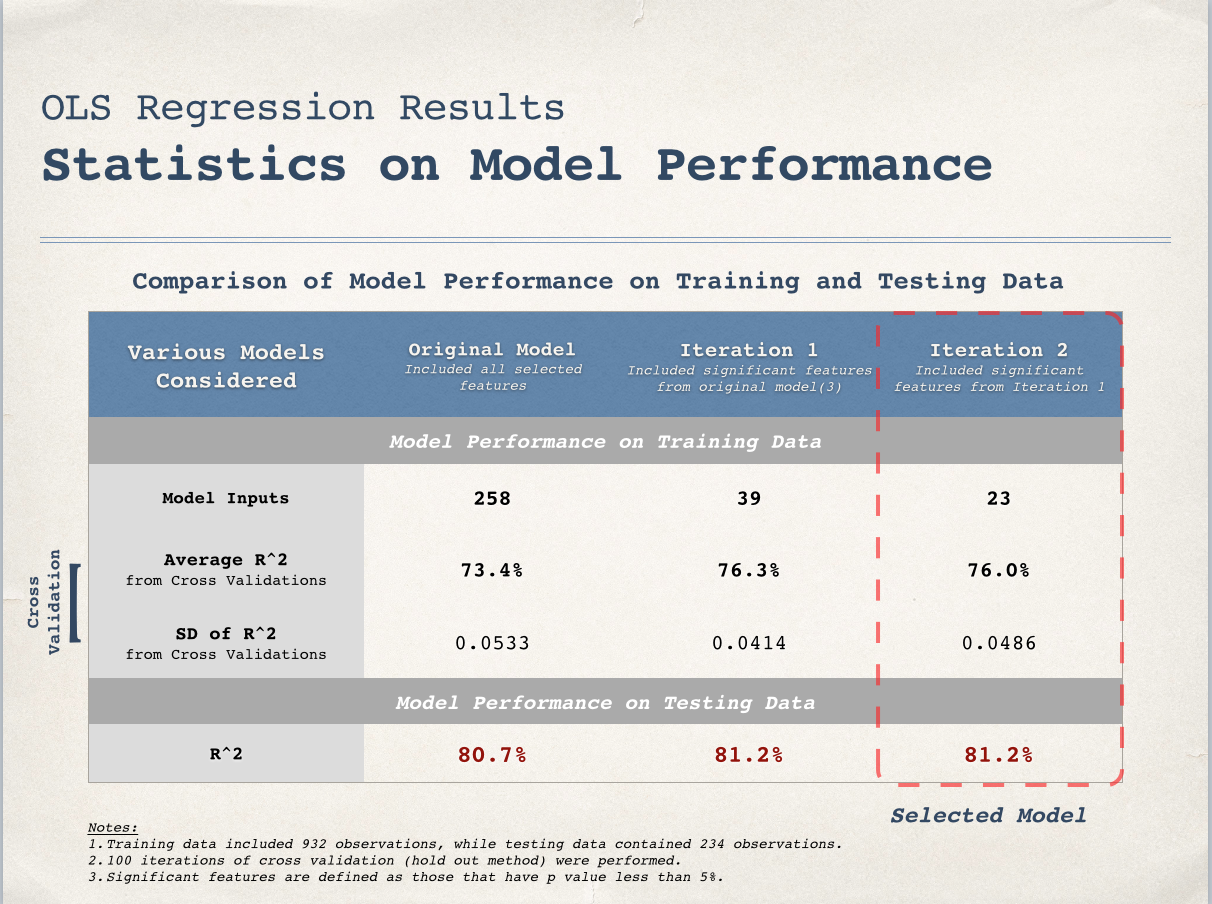 OLS Regression Results
Statistics on Model Performance
Comparison of Model Performance on Training and Testing Data
Various Models
Considered
Original Model
Included all selected
features
Iteration 1
Included significant features
from original model(3)
Iteration 2
Included significant
features from Iteration 1
Model Performance on Training Data
Model Inputs
258
39
23
Cross
Validation
Average R^2
from Cross Validations
73.4%
76.3%
76.0%
SD of R^2
from Cross Validations
0.0533
0.0414
0.0486
Model Performance on Testing Data
R^2
80.7%
81.2%
81.2%
Selected Model
Notes:
1.Training data included 932 observations, while testing data contained 234 observations.
2.100 iterations of cross validation (hold out method) were performed.
3.Significant features are defined as those that have p value less than 5%.